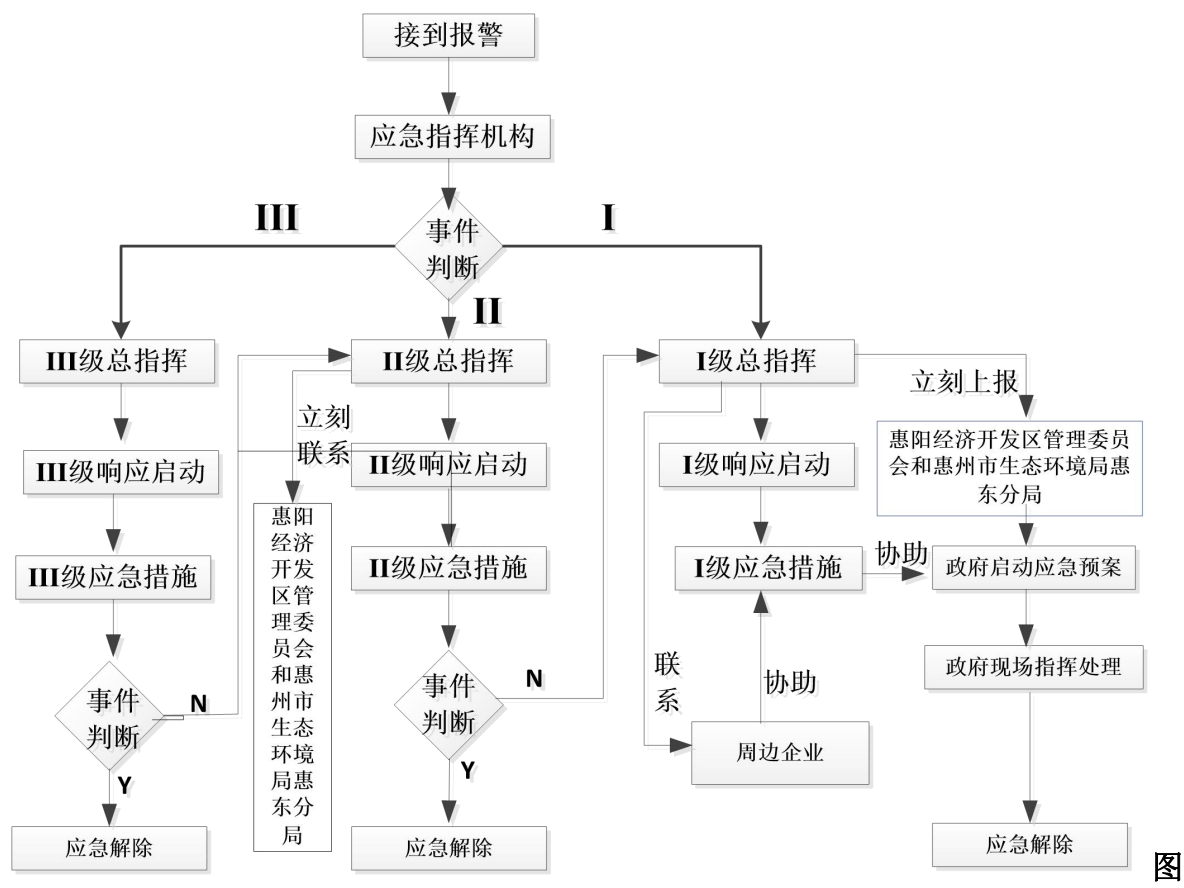 接到报警
应急指挥机构
事件
判断
III
I
II
III级总指挥
II级总指挥
I级总指挥
立刻上报
立刻
联系
惠阳经济开发区管理委员
会和惠州市生态环境局惠
东分局
III级响应启动
II级响应启动
I级响应启动
惠阳
经济
开发
区管
理委
员会
和惠
州市
生态
环境
局惠
东分
局
III级应急措施
II级应急措施
I级应急措施
协助
政府启动应急预案
政府现场指挥处理
事件
判断
N
Y
事件
判断
N
Y
联
系
协助
周边企业
应急解除
应急解除
应急解除
图